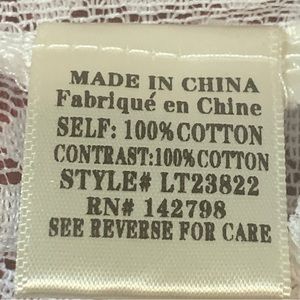 MADE IN CHINA
Fabriqué en Chine
SELF: 100% COTTON
CONTRAST:100% COTTON
STYLE# LT23822
RN# 142798
SEE REVERSE FOR CARE